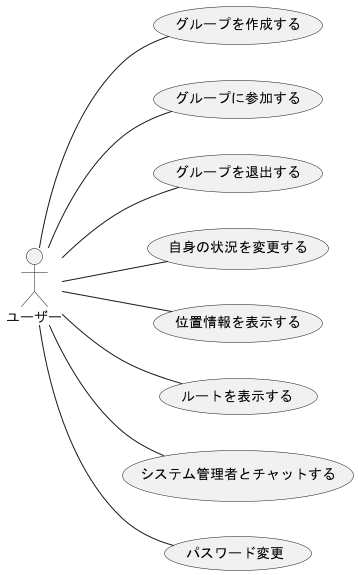 グループを作成する
グループに参加する
グループを退出する
自身の状況を変更する
ユーザー
位置情報を表示する
ルートを表示する
システム管理者とチャットする
パスワード変更